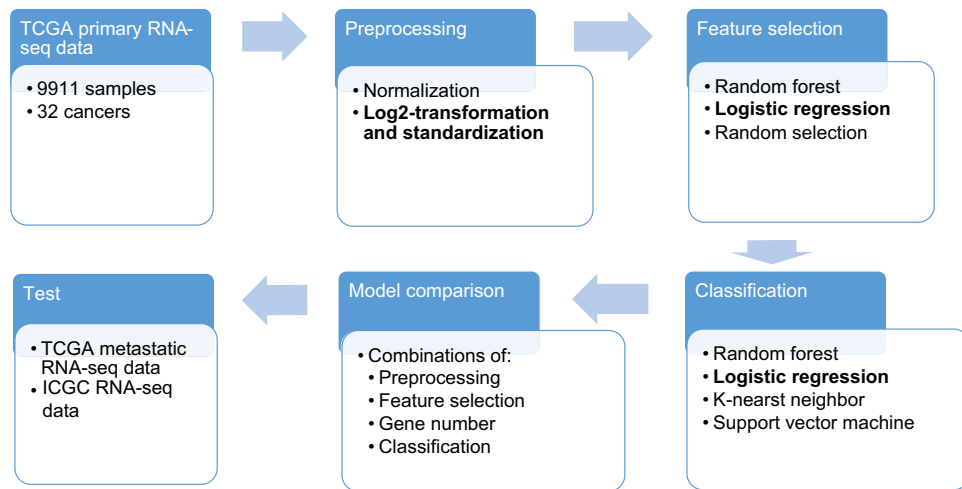 TCGA primary RNA-
seq data
• 9911 samples
• 32 cancers
Preprocessing
• Normalization
• Log2-transformation
and standardization
Feature selection
• Random forest
• Logistic regression
• Random selection
Classification
• Random forest
• Logistic regression
• K-nearst neighbor
• Support vector machine
Model comparison
• Combinations of:
• Preprocessing
• Feature selection
• Gene number
• Classification
Test
• TCGA metastatic
RNA-seq data
• ICGC RNA-seq
data